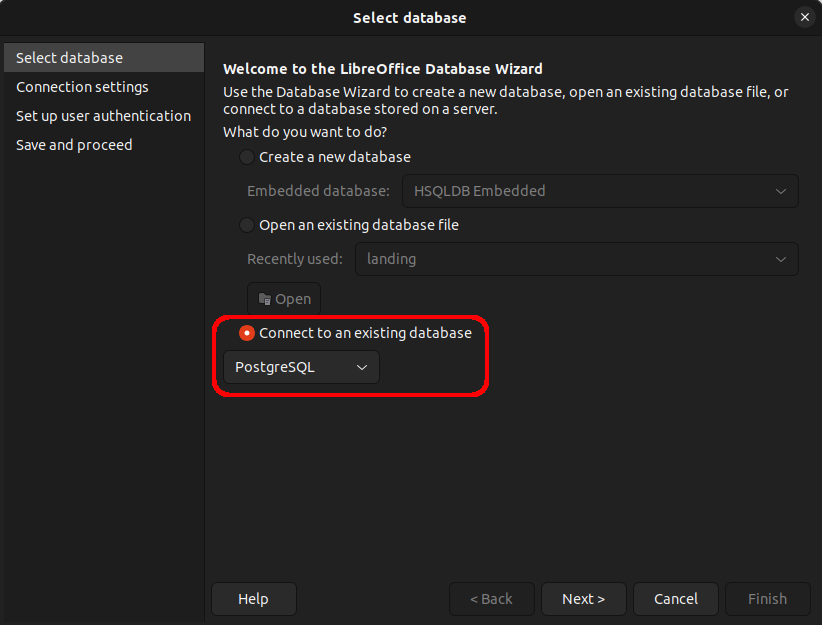 Select database
Select database
Connection settings
Set up user authentication
Save and proceed
Welcome to the LibreOffice Database Wizard
Use the Database Wizard to create a new database, open an existing database file, or
connect to a database stored on a server.
What do you want to do?
Create a new database
Embedded database: HSQLDB Embedded
Open an existing database file
Recently used: landing
Open
Connect to an existing database
PostgreSQL
Help < Back Next > Cancel Finish